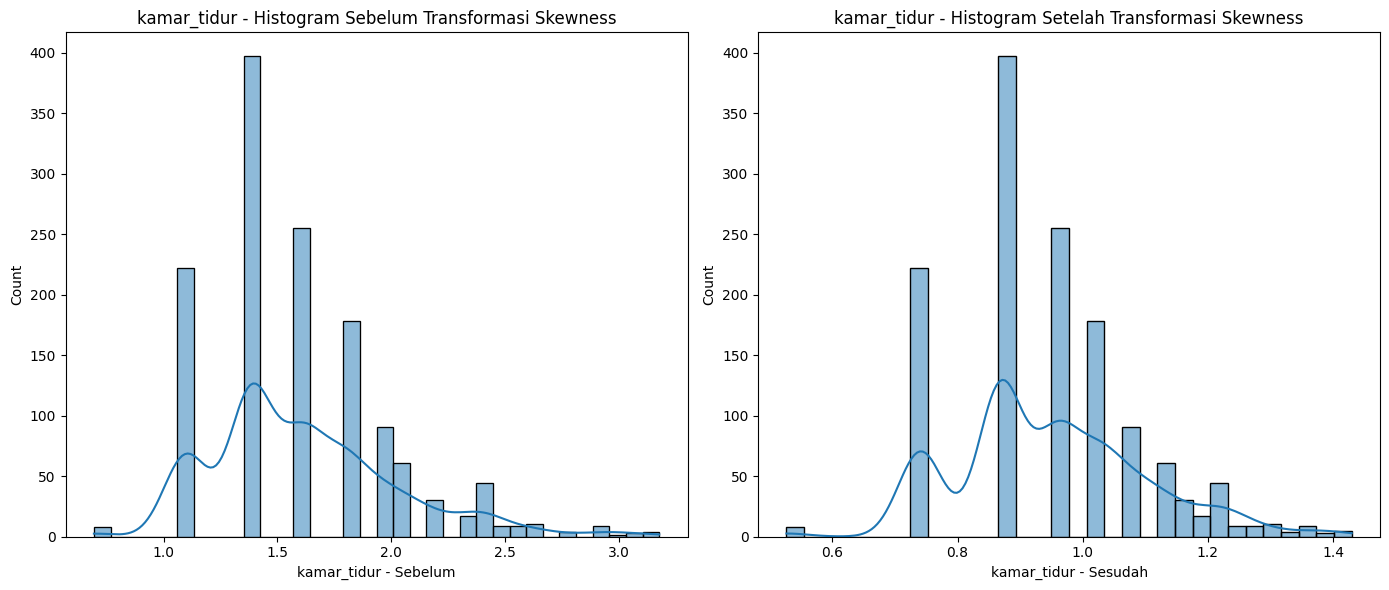 kamar_tidur - Histogram Sebelum Transformasi Skewness
400
350
300
250
200
150
100
50
0
Count
1.0 1.5 2.0 2.5 3.0
kamar_tidur - Sebelum
kamar_tidur - Histogram Setelah Transformasi Skewness
400
350
300
250
200
150
100
50
0
Count
0.6 0.8 1.0 1.2 1.4
kamar_tidur - Sesudah